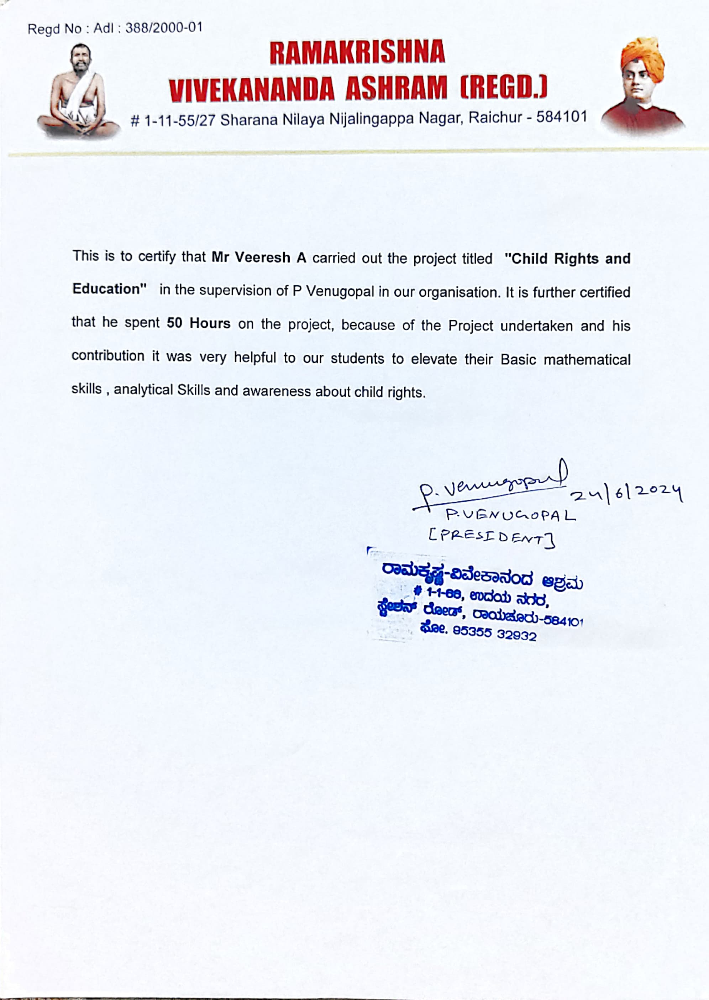 Regd No : Adl : 388/2000-01
RAMAKRISHNA
VIVEKANANDA ASHRAM (REGD.)
# 1-11-55/27 Sharana Nilaya Nijalingappa Nagar, Raichur - 584101
This is to certify that Mr Veeresh A carried out the project titled "Child Rights and
Education" in the supervision of P Venugopal in our organisation. It is further certified
that he spent 50 Hours on the project, because of the Project undertaken and his
contribution it was very helpful to our students to elevate their Basic mathematical
skills , analytical Skills and awareness about child rights.
P. Venugopal 24/6/2024
P.VENUGOPAL
[PRESIDENT]
ರಾಮಕೃಷ್ಣ-ವಿವೇಕಾನಂದ ಆಶ್ರಮ
# 1-1-68, ಉದಯ ನಗರ,
ಸ್ಟೇಶನ್ ರೋಡ್, ರಾಯಚೂರು-584101
ಫೋ. 95355 32932